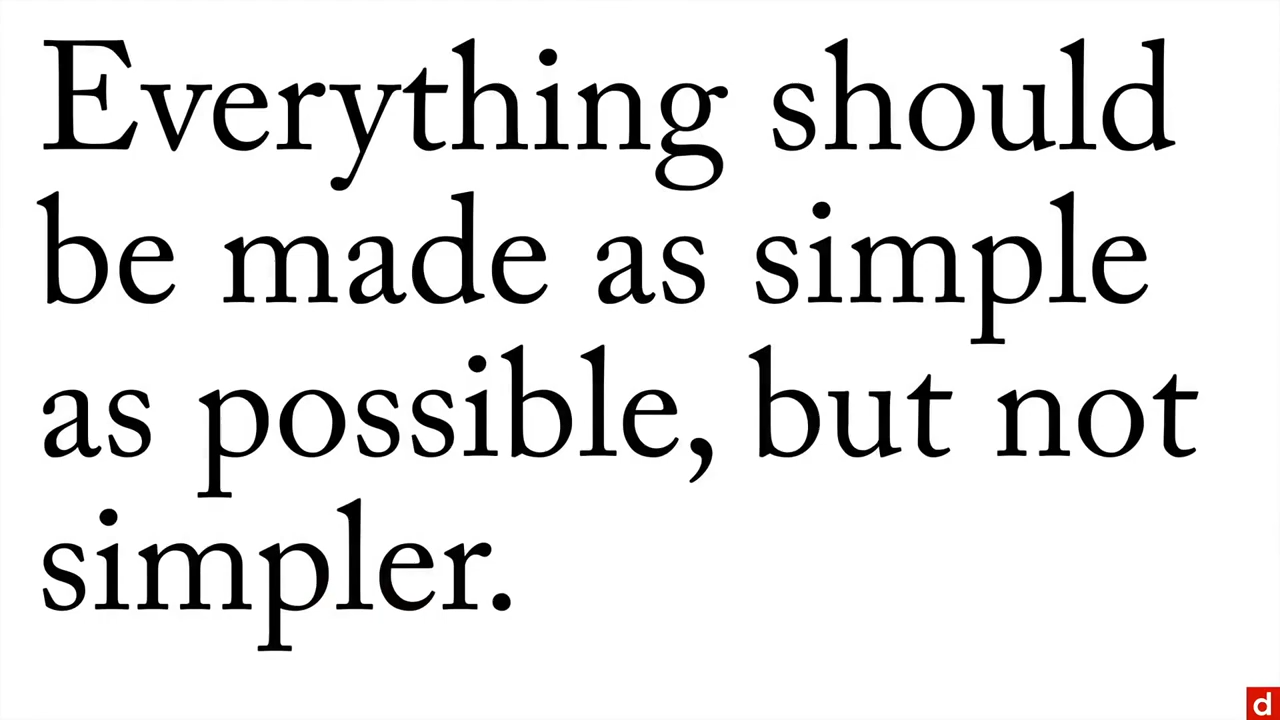 Everything should
be made as simple
as possible, but not
simpler.
d